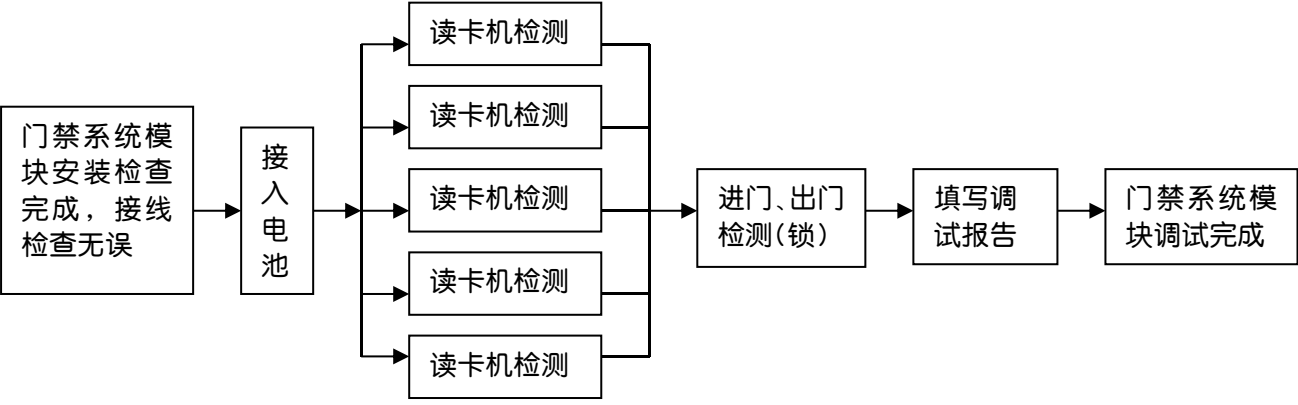 门禁系统模
块安装检查
完成，接线
检查无误
接
入
电
池
读卡机检测
读卡机检测
读卡机检测
读卡机检测
读卡机检测
进门、出门
检测(锁)
填写调
试报告
门禁系统模
块调试完成